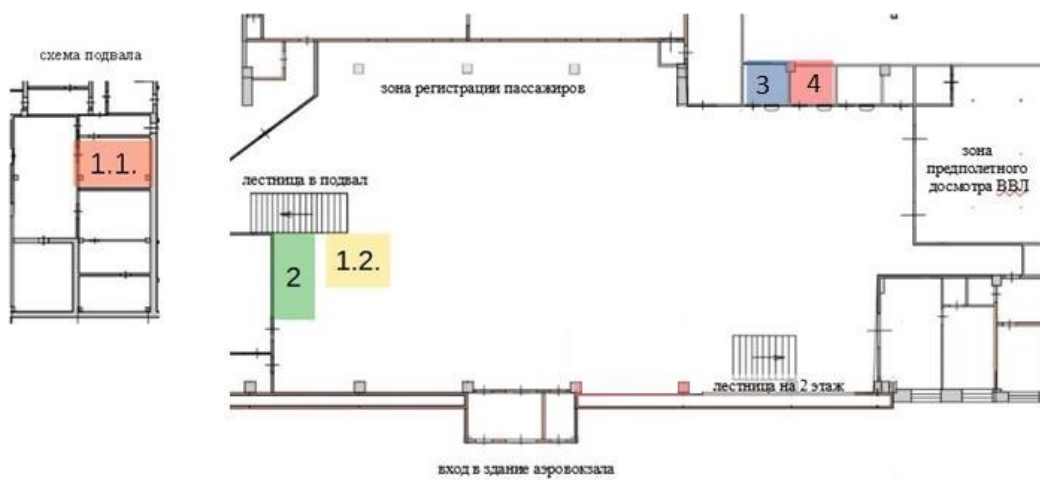 схема подвала
1.1.
зона регистрации пассажиров
3
4
зона
предполетного
досмотра ВВЛ
лестница в подвал
2
1.2.
лестница на 2 этаж
вход в здание аэровокзала